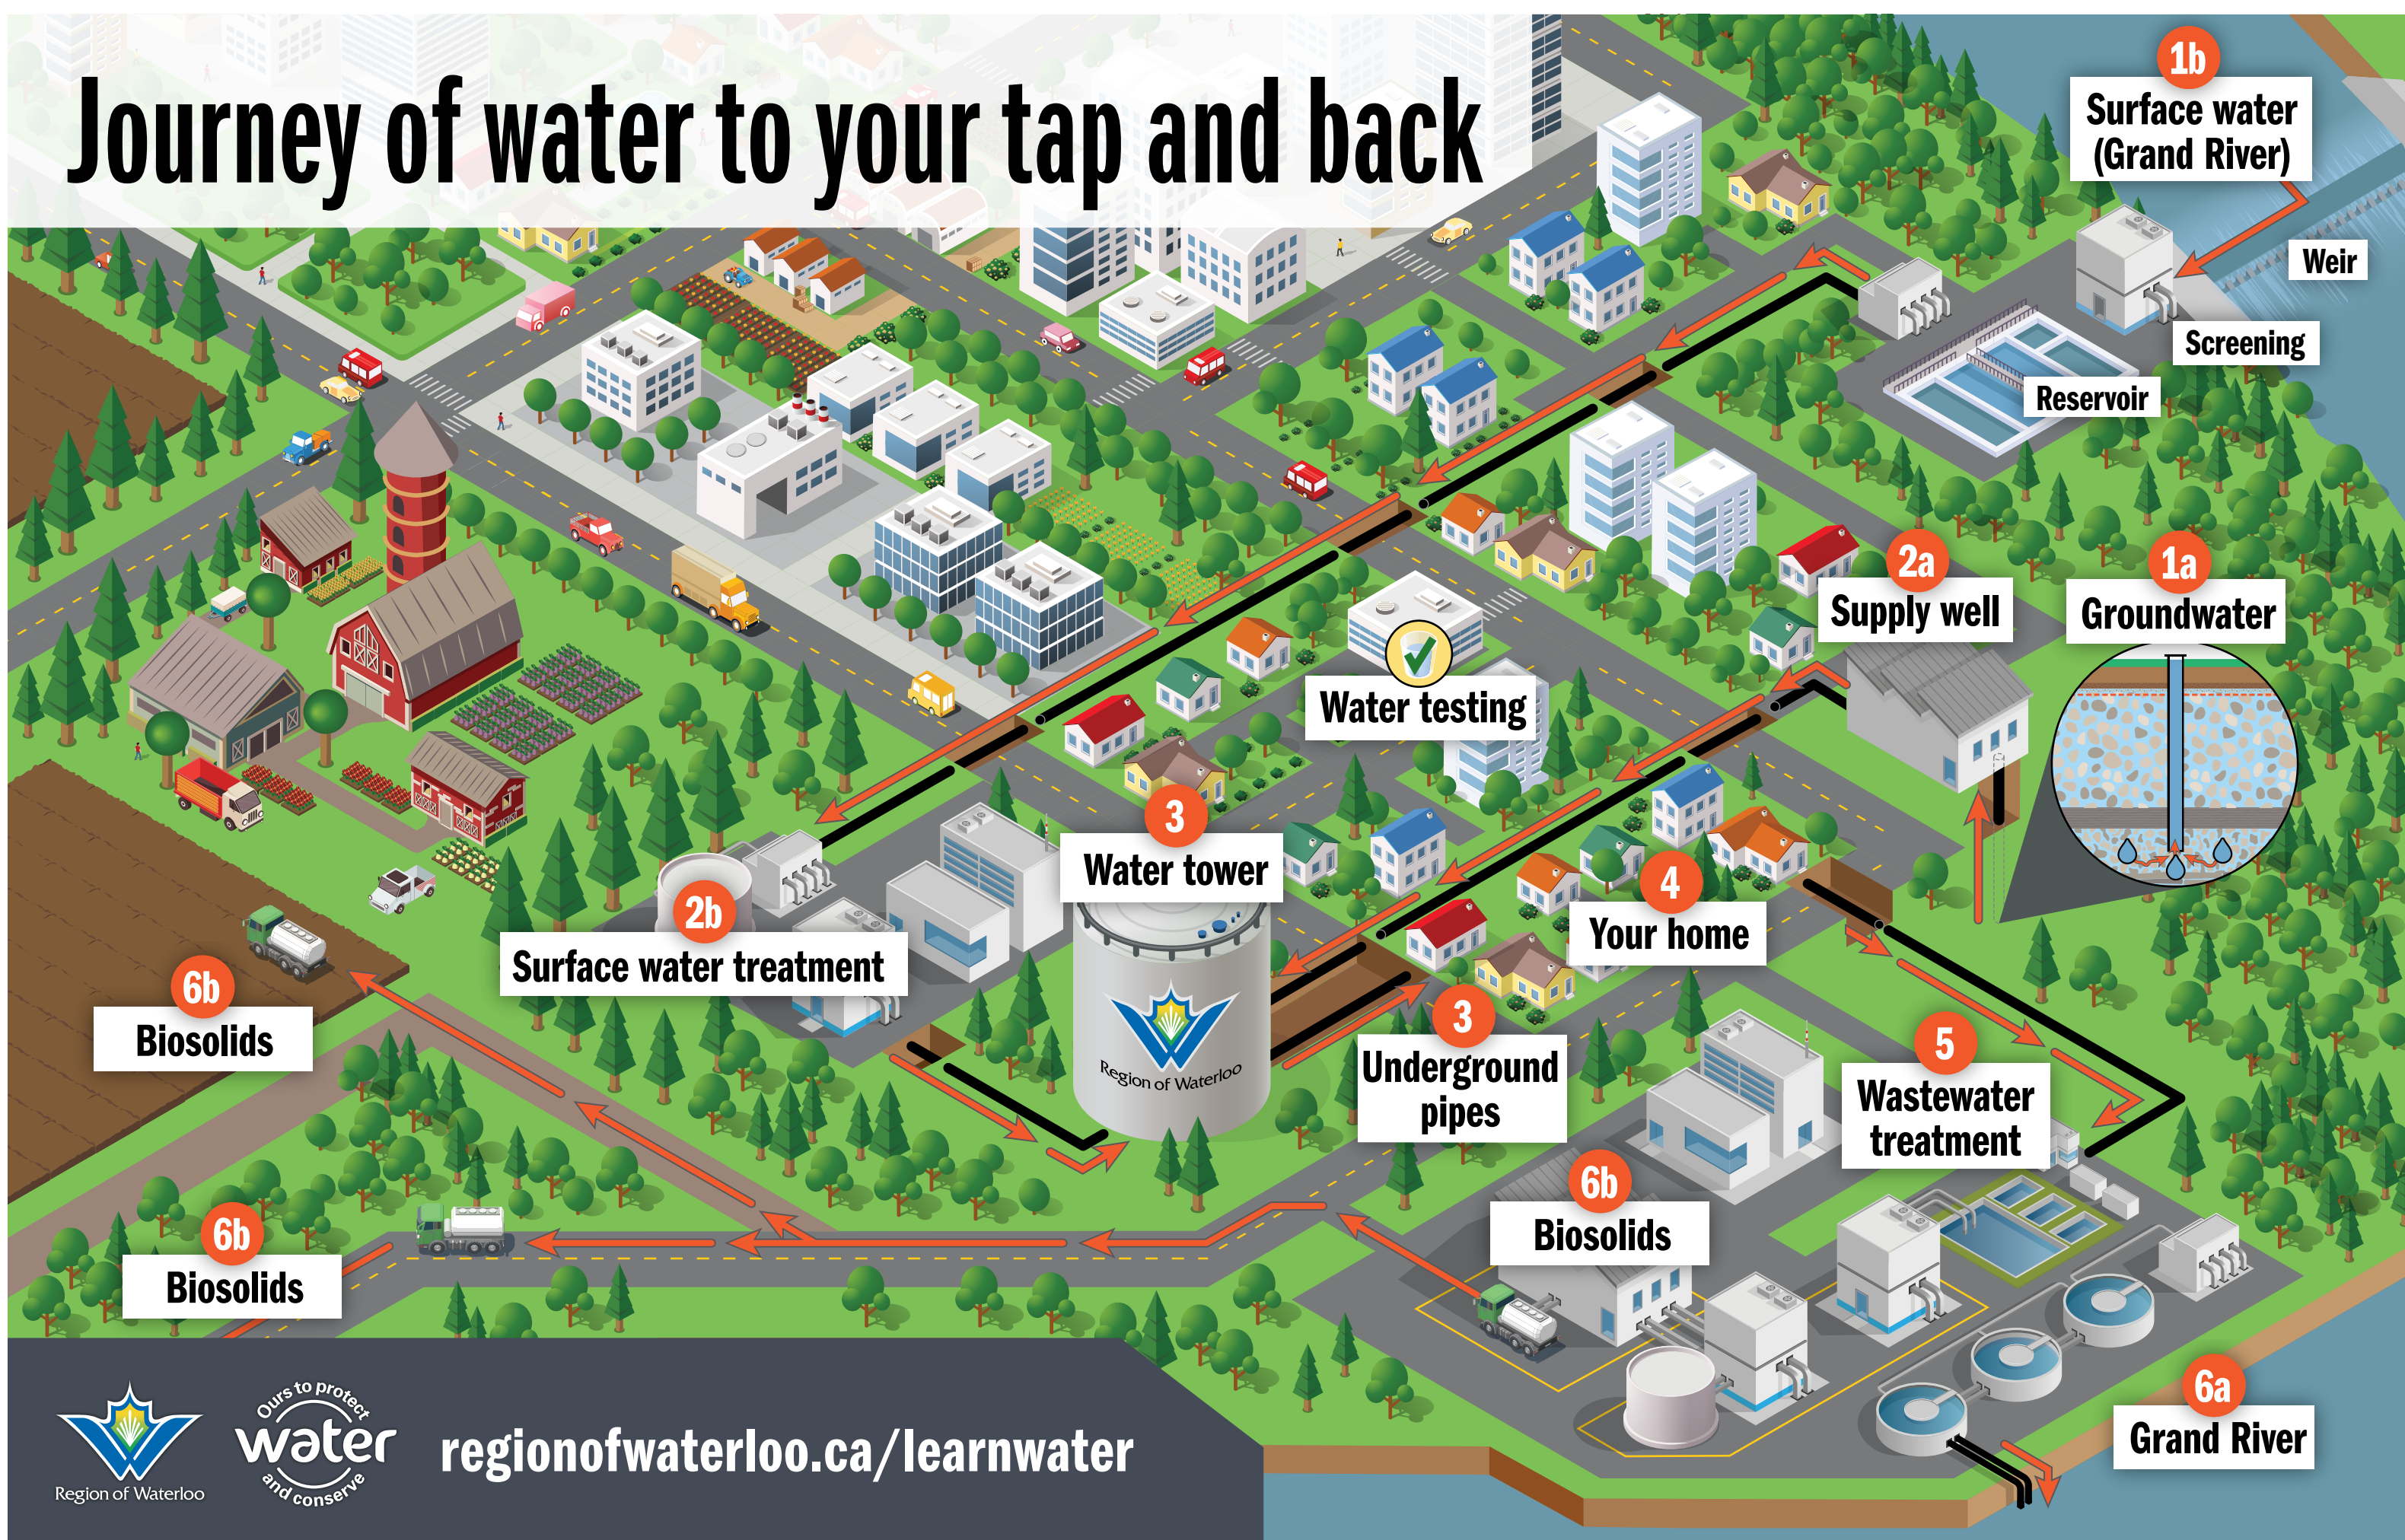 Journey of water to your tap and back
1b
Surface water
(Grand River)
Weir
Screening
Reservoir
2a
Supply well
1a
Groundwater
Water testing
3
Water tower
4
Your home
2b
Surface water treatment
6b
Biosolids
Region of Waterloo
3
Underground
pipes
5
Wastewater
treatment
6b
Biosolids
6b
Biosolids
6a
Grand River
Region of Waterloo
Ours to protect
water
and conserve
regionofwaterloo.ca/learnwater